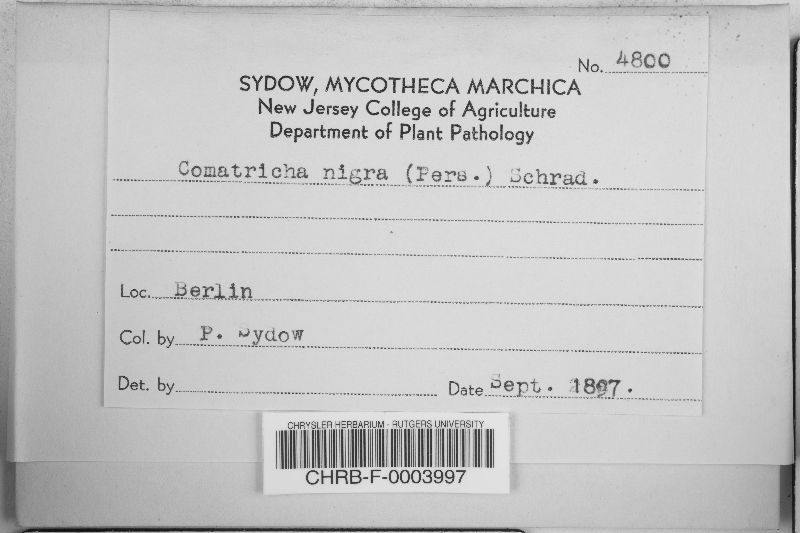 No. 4800
SYDOW, MYCOTHECA MARCHICA
New Jersey College of Agriculture
Department of Plant Pathology
Comatricha nigra (Pers.) Schrad.
Loc. Berlin
Col. by P. Sydow
Det. by
Date Sept. 1897.
CHRYSLER HERBARIUM - RUTGERS UNIVERSITY
CHRB-F-0003997